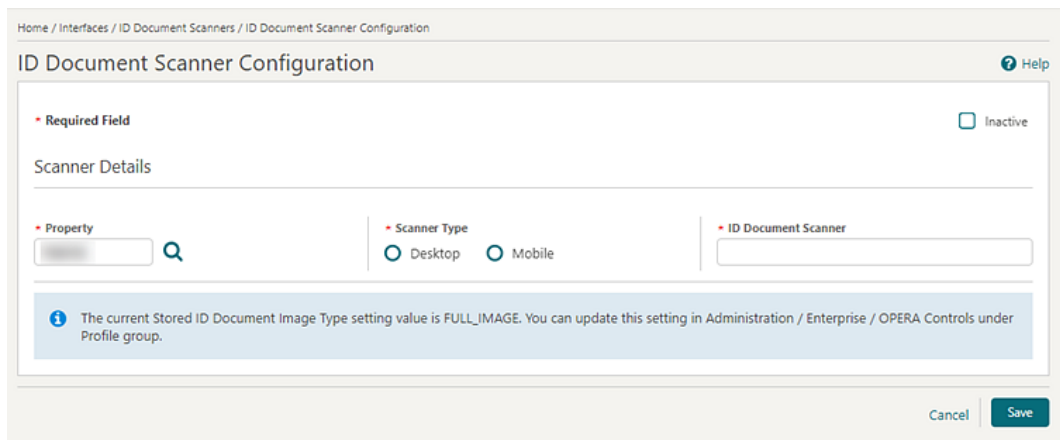 Home / Interfaces / ID Document Scanners / ID Document Scanner Configuration
ID Document Scanner Configuration
Help
* Required Field
Inactive
Scanner Details
* Property
* Scanner Type
* ID Document Scanner
Desktop
Mobile
The current Stored ID Document Image Type setting value is FULL_IMAGE. You can update this setting in Administration / Enterprise / OPERA Controls under
Profile group.
Cancel
Save